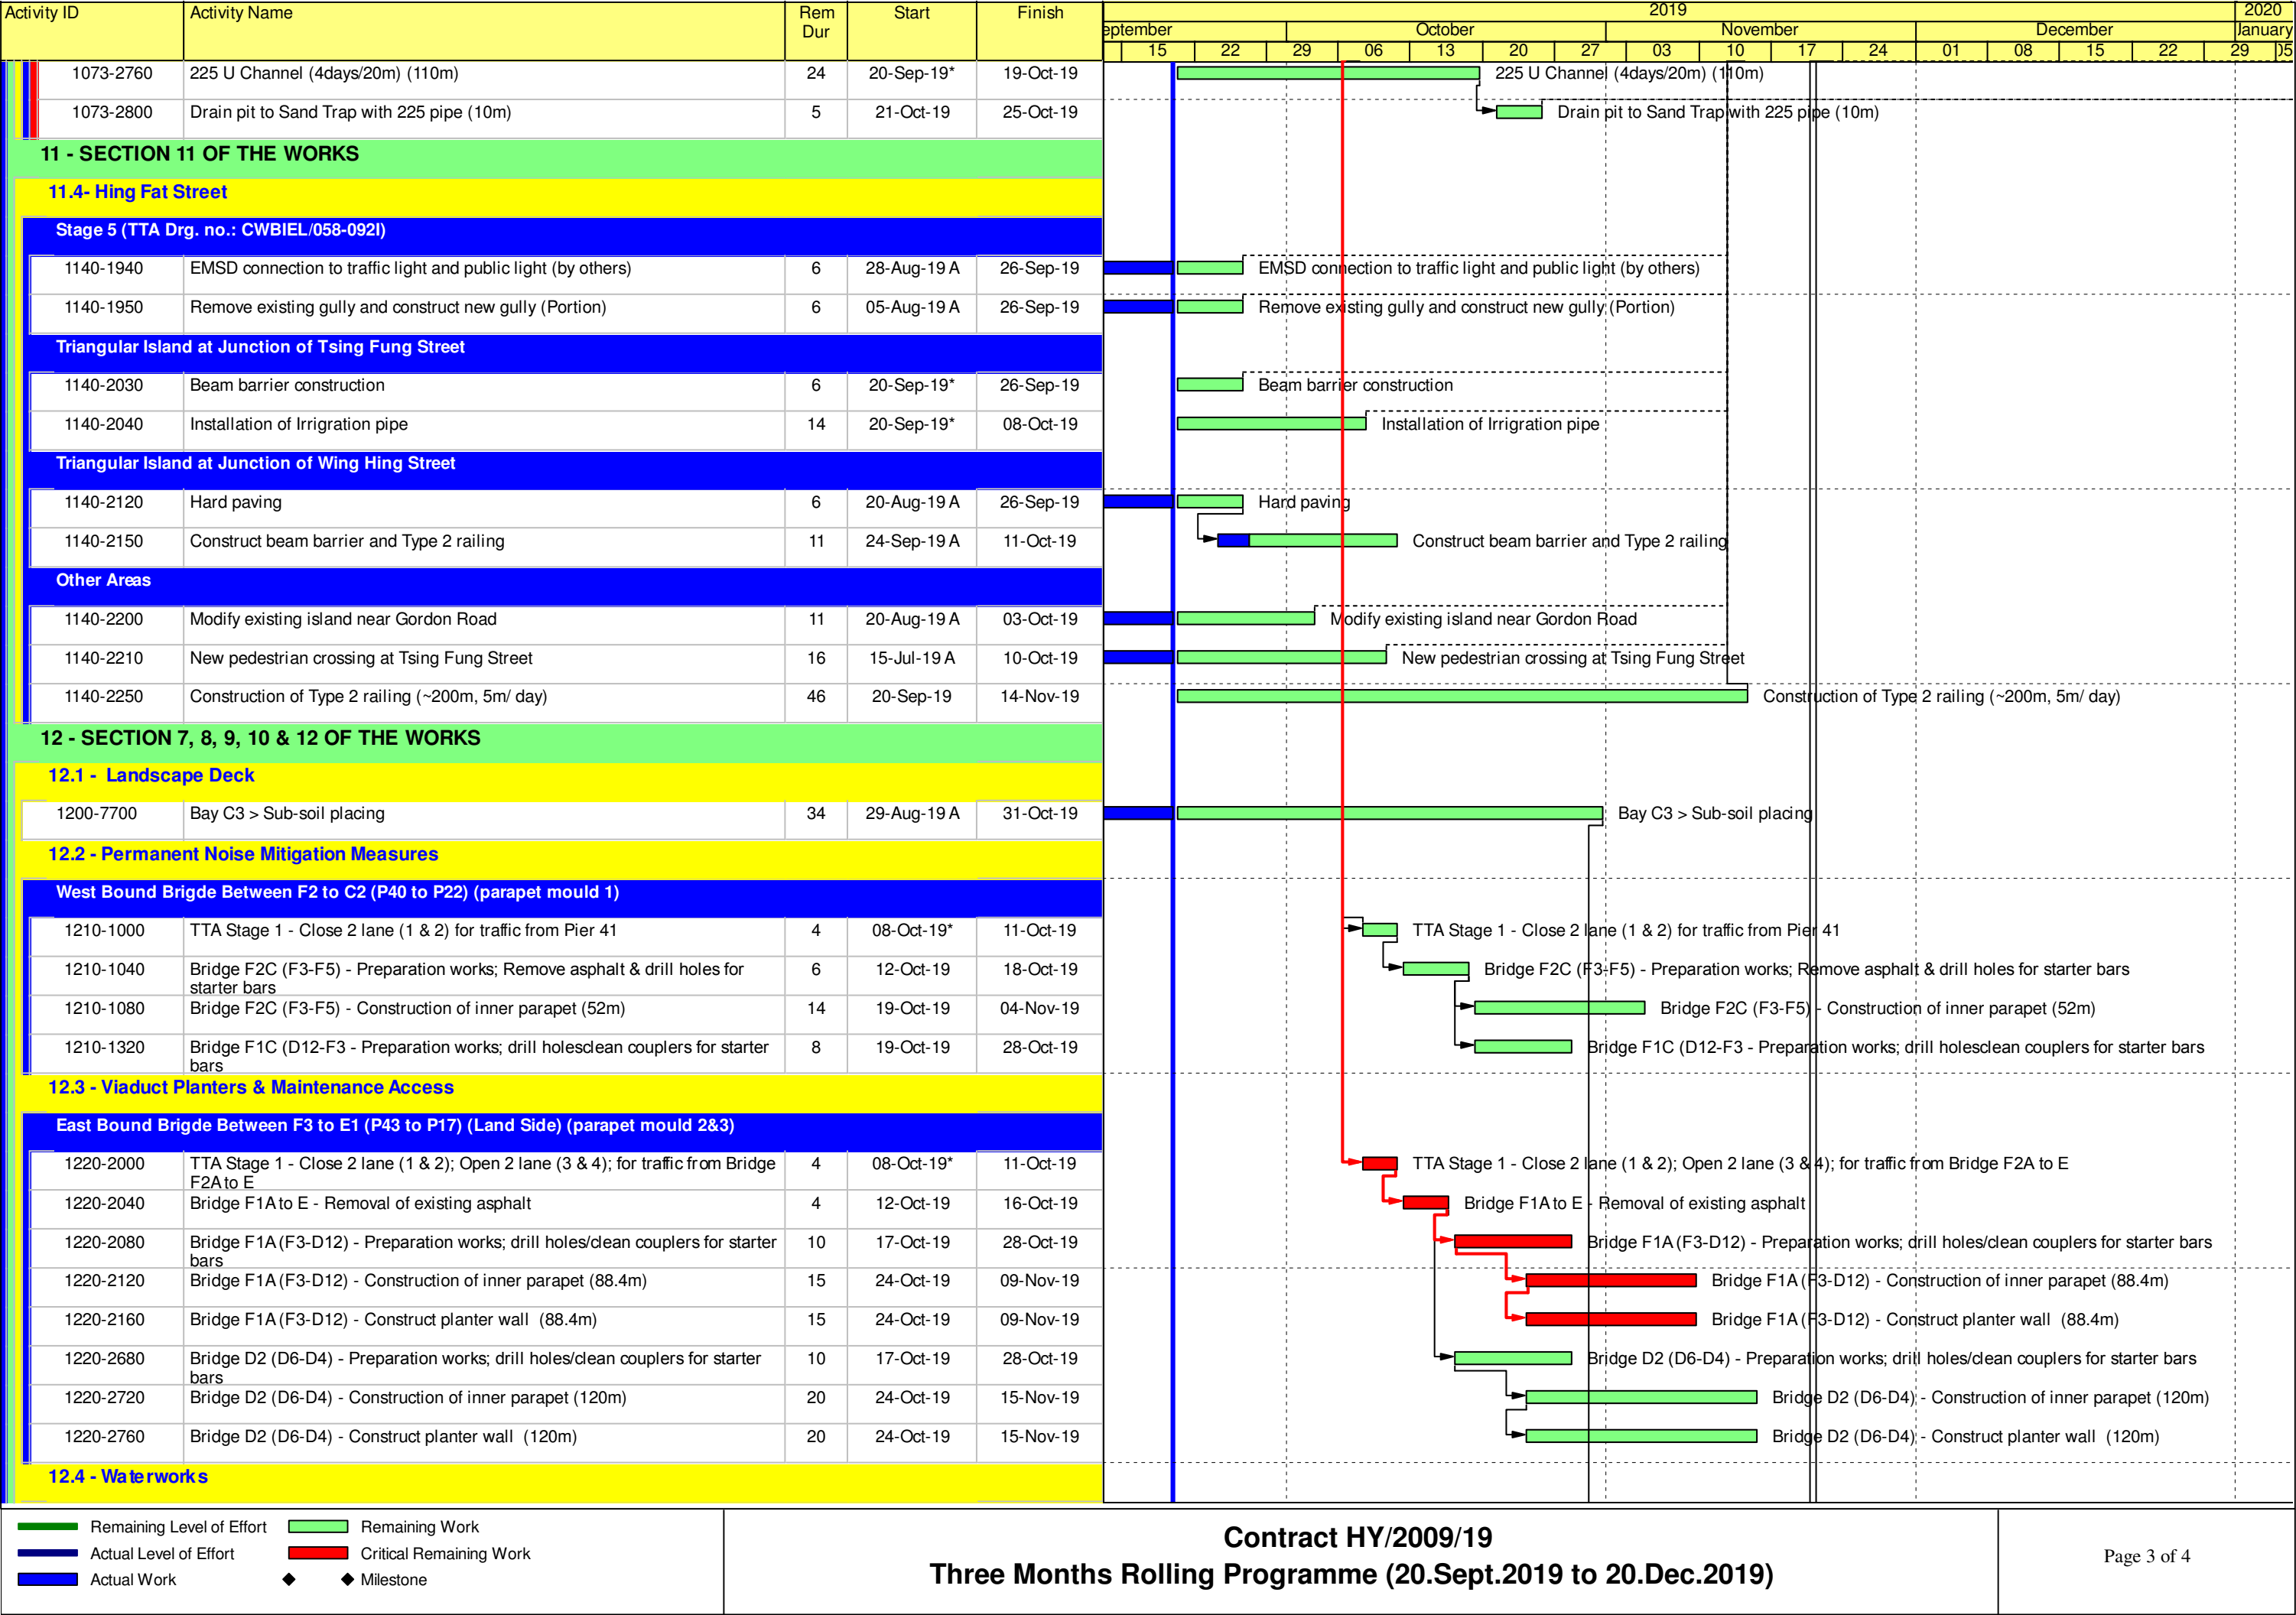 Activity ID Activity Name Rem Dur Start Finish
2019 2020
eptember October November December January
15 22 29 06 13 20 27 03 10 17 24 01 08 15 22 29 05
1073-2760 225 U Channel (4days/20m) (110m) 24 20-Sep-19* 19-Oct-19 225 U Channel (4days/20m) (110m)
1073-2800 Drain pit to Sand Trap with 225 pipe (10m) 5 21-Oct-19 25-Oct-19 Drain pit to Sand Trap with 225 pipe (10m)
11 - SECTION 11 OF THE WORKS
11.4- Hing Fat Street
Stage 5 (TTA Drg. no.: CWBIEL/058-092I)
1140-1940 EMSD connection to traffic light and public light (by others) 6 28-Aug-19 A 26-Sep-19 EMSD connection to traffic light and public light (by others)
1140-1950 Remove existing gully and construct new gully (Portion) 6 05-Aug-19 A 26-Sep-19 Remove existing gully and construct new gully (Portion)
Triangular Island at Junction of Tsing Fung Street
1140-2030 Beam barrier construction 6 20-Sep-19* 26-Sep-19 Beam barrier construction
1140-2040 Installation of Irrigration pipe 14 20-Sep-19* 08-Oct-19 Installation of Irrigration pipe
Triangular Island at Junction of Wing Hing Street
1140-2120 Hard paving 6 20-Aug-19 A 26-Sep-19 Hard paving
1140-2150 Construct beam barrier and Type 2 railing 11 24-Sep-19 A 11-Oct-19 Construct beam barrier and Type 2 railing
Other Areas
1140-2200 Modify existing island near Gordon Road 11 20-Aug-19 A 03-Oct-19 Modify existing island near Gordon Road
1140-2210 New pedestrian crossing at Tsing Fung Street 16 15-Jul-19 A 10-Oct-19 New pedestrian crossing at Tsing Fung Street
1140-2250 Construction of Type 2 railing (~200m, 5m/ day) 46 20-Sep-19 14-Nov-19 Construction of Type 2 railing (~200m, 5m/ day)
12 - SECTION 7, 8, 9, 10 & 12 OF THE WORKS
12.1 - Landscape Deck
1200-7700 Bay C3 > Sub-soil placing 34 29-Aug-19 A 31-Oct-19 Bay C3 > Sub-soil placing
12.2 - Permanent Noise Mitigation Measures
West Bound Brigde Between F2 to C2 (P40 to P22) (parapet mould 1)
1210-1000 TTA Stage 1 - Close 2 lane (1 & 2) for traffic from Pier 41 4 08-Oct-19* 11-Oct-19 TTA Stage 1 - Close 2 lane (1 & 2) for traffic from Pier 41
1210-1040 Bridge F2C (F3-F5) - Preparation works; Remove asphalt & drill holes for starter bars 6 12-Oct-19 18-Oct-19 Bridge F2C (F3-F5) - Preparation works; Remove asphalt & drill holes for starter bars
1210-1080 Bridge F2C (F3-F5) - Construction of inner parapet (52m) 14 19-Oct-19 04-Nov-19 Bridge F2C (F3-F5) - Construction of inner parapet (52m)
1210-1320 Bridge F1C (D12-F3 - Preparation works; drill holesclean couplers for starter bars 8 19-Oct-19 28-Oct-19 Bridge F1C (D12-F3 - Preparation works; drill holesclean couplers for starter bars
12.3 - Viaduct Planters & Maintenance Access
East Bound Brigde Between F3 to E1 (P43 to P17) (Land Side) (parapet mould 2&3)
1220-2000 TTA Stage 1 - Close 2 lane (1 & 2); Open 2 lane (3 & 4); for traffic from Bridge F2A to E 4 08-Oct-19* 11-Oct-19 TTA Stage 1 - Close 2 lane (1 & 2); Open 2 lane (3 & 4); for traffic from Bridge F2A to E
1220-2040 Bridge F1A to E - Removal of existing asphalt 4 12-Oct-19 16-Oct-19 Bridge F1A to E - Removal of existing asphalt
1220-2080 Bridge F1A (F3-D12) - Preparation works; drill holes/clean couplers for starter bars 10 17-Oct-19 28-Oct-19 Bridge F1A (F3-D12) - Preparation works; drill holes/clean couplers for starter bars
1220-2120 Bridge F1A (F3-D12) - Construction of inner parapet (88.4m) 15 24-Oct-19 09-Nov-19 Bridge F1A (F3-D12) - Construction of inner parapet (88.4m)
1220-2160 Bridge F1A (F3-D12) - Construct planter wall (88.4m) 15 24-Oct-19 09-Nov-19 Bridge F1A (F3-D12) - Construct planter wall (88.4m)
1220-2680 Bridge D2 (D6-D4) - Preparation works; drill holes/clean couplers for starter bars 10 17-Oct-19 28-Oct-19 Bridge D2 (D6-D4) - Preparation works; drill holes/clean couplers for starter bars
1220-2720 Bridge D2 (D6-D4) - Construction of inner parapet (120m) 20 24-Oct-19 15-Nov-19 Bridge D2 (D6-D4) - Construction of inner parapet (120m)
1220-2760 Bridge D2 (D6-D4) - Construct planter wall (120m) 20 24-Oct-19 15-Nov-19 Bridge D2 (D6-D4) - Construct planter wall (120m)
12.4 - Waterworks
Remaining Level of Effort Remaining Work
Actual Level of Effort Critical Remaining Work
Actual Work Milestone
Contract HY/2009/19
Three Months Rolling Programme (20.Sept.2019 to 20.Dec.2019)
Page 3 of 4